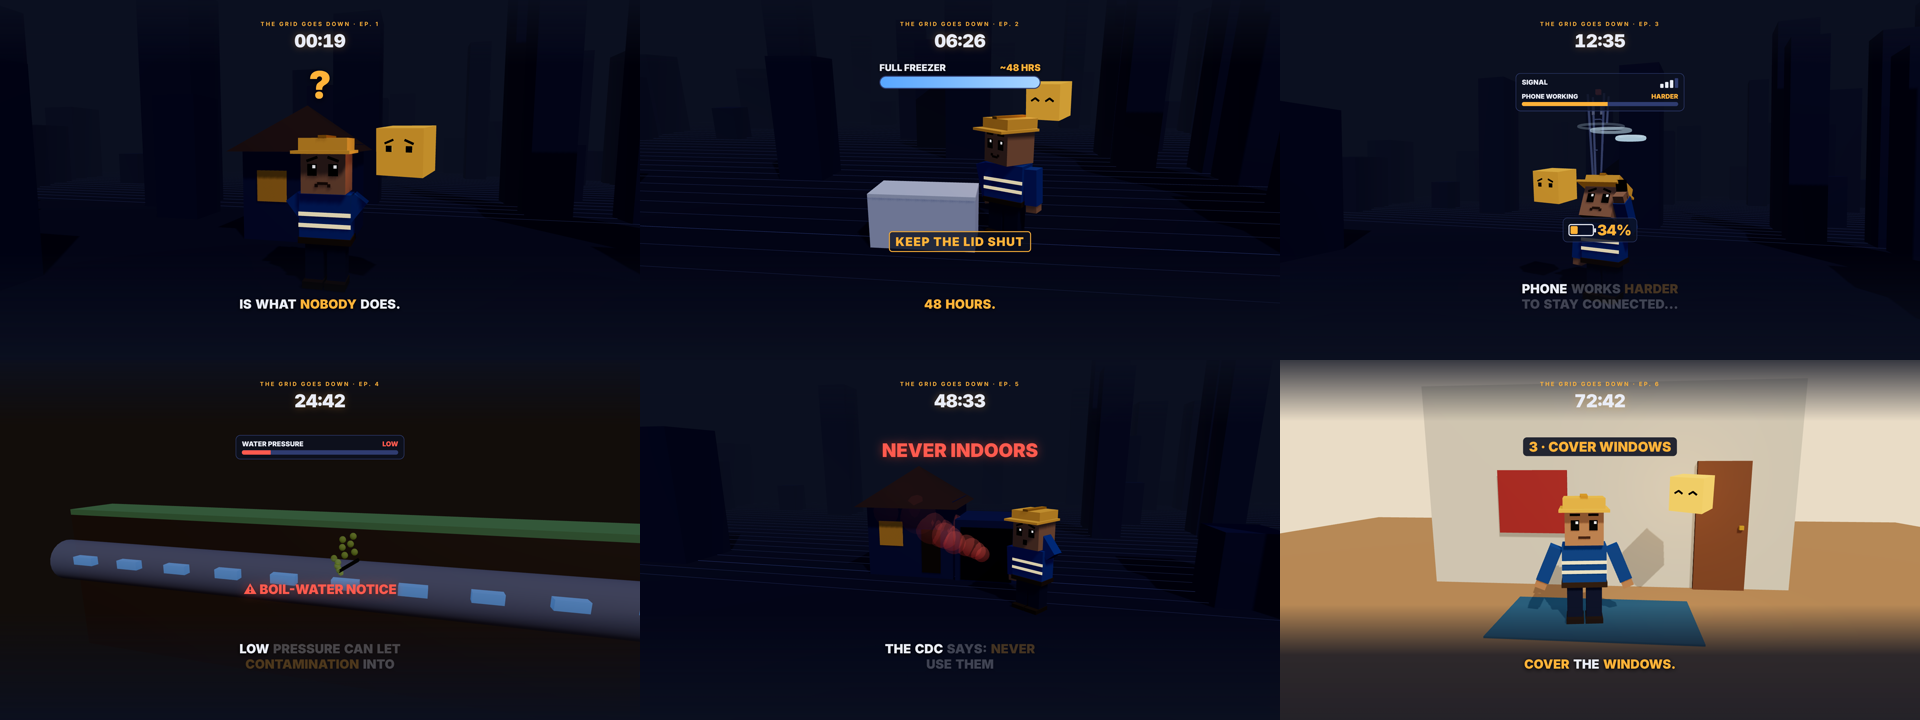 THE GRID GOES DOWN · EP. 1
00:19
?
IS WHAT NOBODY DOES.
THE GRID GOES DOWN · EP. 2
06:26
FULL FREEZER ~48 HRS
KEEP THE LID SHUT
48 HOURS.
THE GRID GOES DOWN · EP. 3
12:35
SIGNAL
PHONE WORKING HARDER
34%
PHONE WORKS HARDER
TO STAY CONNECTED...
THE GRID GOES DOWN · EP. 4
24:42
WATER PRESSURE LOW
⚠ BOIL-WATER NOTICE
LOW PRESSURE CAN LET
CONTAMINATION INTO
THE GRID GOES DOWN · EP. 5
48:33
NEVER INDOORS
THE CDC SAYS: NEVER
USE THEM
THE GRID GOES DOWN · EP. 6
72:42
3 · COVER WINDOWS
COVER THE WINDOWS.